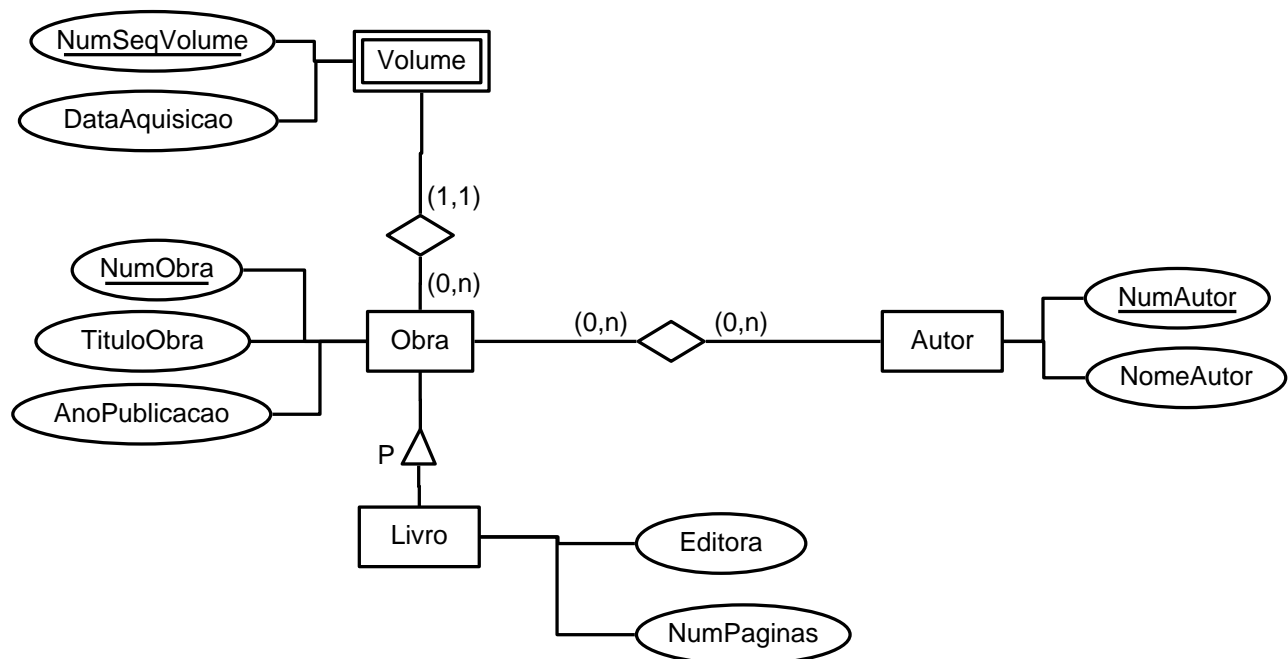 NumSeqVolume
Volume
DataAquisicao
(1,1)
NumObra
(0,n)
TituloObra
Obra
(0,n)
(0,n)
Autor
NumAutor
NomeAutor
AnoPublicacao
P
Livro
Editora
NumPaginas